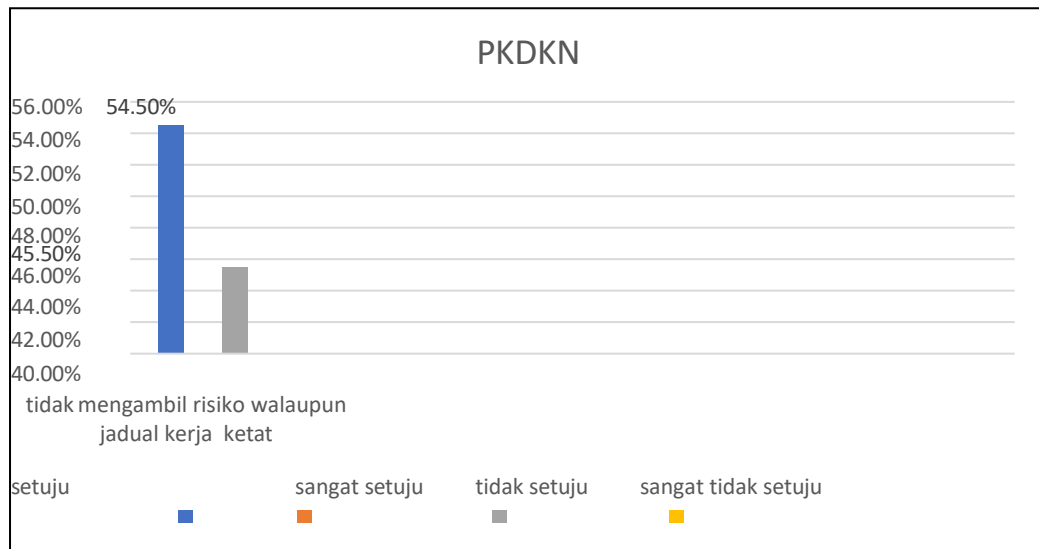 PKDKN
56.00% 54.50%
54.00%
52.00%
50.00%
48.00%
45.50%
46.00%
44.00%
42.00%
40.00%
tidak mengambil risiko walaupun
jadual kerja ketat
setuju sangat setuju tidak setuju sangat tidak setuju